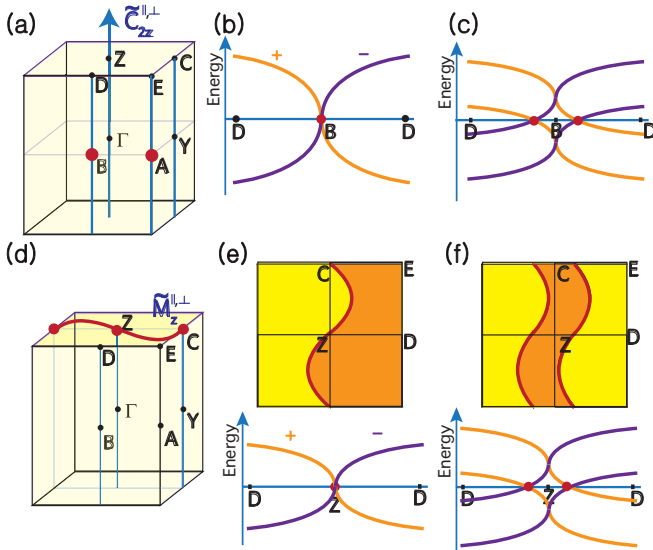 (a)
C̃∥,⊥2z
Z
D
C
E
Γ
Y
B
A
(b)
Energy
+
−
D
B
D
(c)
Energy
D
B
D
(d)
M̃∥,⊥z
Z
C
D
E
Γ
Y
B
A
(e)
C
E
Z
D
Energy
+
−
D
Z
D
(f)
C
E
Z
D
Energy
D
Z
D